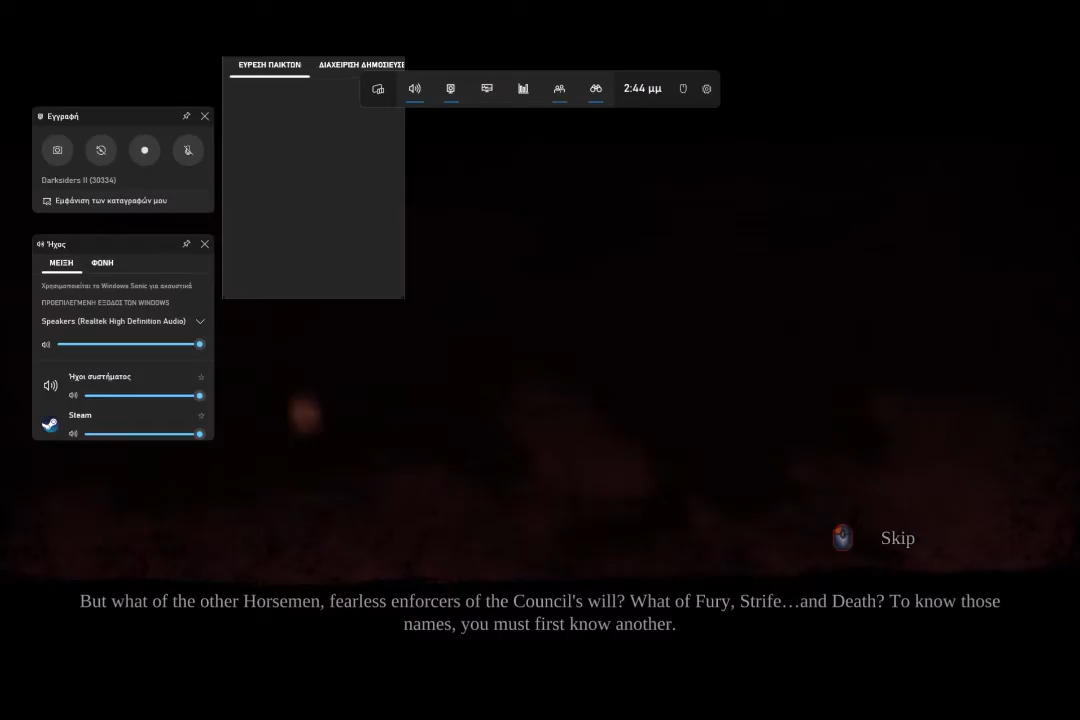 ΕΥΡΕΣΗ ΠΑΙΚΤΩΝ ΔΙΑΧΕΙΡΙΣΗ ΔΗΜΟΣΙΕΥΣΕ
2:44 μμ
Εγγραφή
Darksiders II (30334)
Εμφάνιση των καταγραφών μου
Ήχος
ΜΕΙΞΗ ΦΩΝΗ
Χρησιμοποιείται το Windows Sonic για ακουστικά
ΠΡΟΕΠΙΛΕΓΜΕΝΗ ΕΞΟΔΟΣ ΤΩΝ WINDOWS
Speakers (Realtek High Definition Audio)
Ήχοι συστήματος
Steam
Skip
But what of the other Horsemen, fearless enforcers of the Council's will? What of Fury, Strife…and Death? To know those
names, you must first know another.